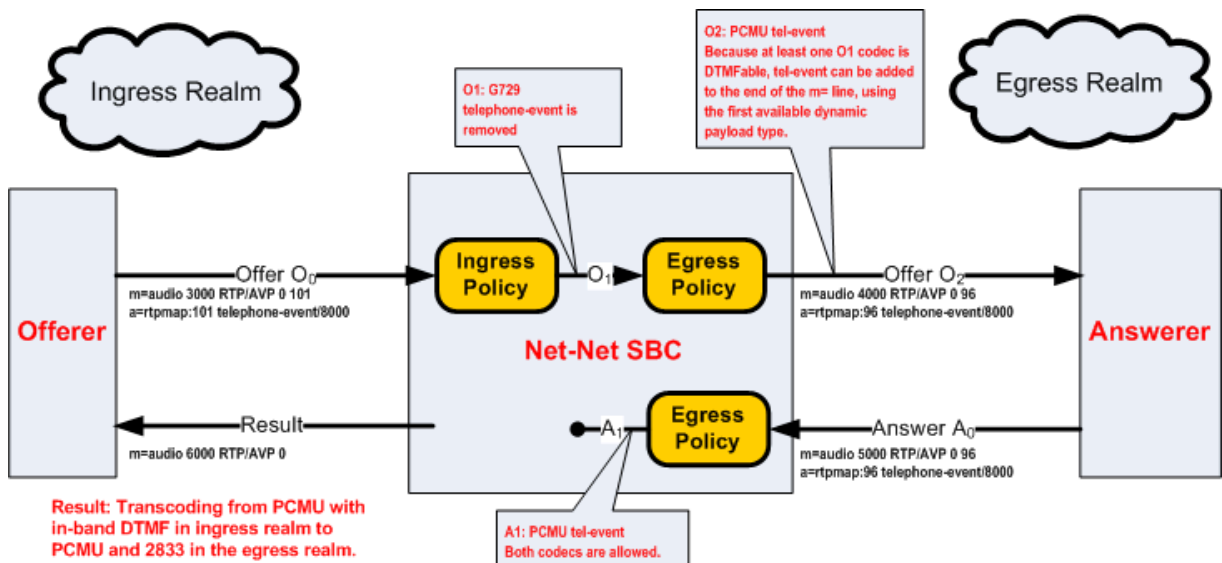 Ingress Realm
O1: G729
telephone-event is
removed
O2: PCMU tel-event
Because at least one O1 codec is
DTMFable, tel-event can be added
to the end of the m= line, using
the first available dynamic
payload type.
Egress Realm
Offerer
Offer O0
m=audio 3000 RTP/AVP 0 101
a=rtpmap:101 telephone-event/8000
Ingress
Policy
O1
Egress
Policy
Offer O2
m=audio 4000 RTP/AVP 0 96
a=rtpmap:96 telephone-event/8000
Answerer
Net-Net SBC
Result
m=audio 6000 RTP/AVP 0
A1
Egress
Policy
Answer A0
m=audio 5000 RTP/AVP 0 96
a=rtpmap:96 telephone-event/8000
Result: Transcoding from PCMU with
in-band DTMF in ingress realm to
PCMU and 2833 in the egress realm.
A1: PCMU tel-event
Both codecs are allowed.